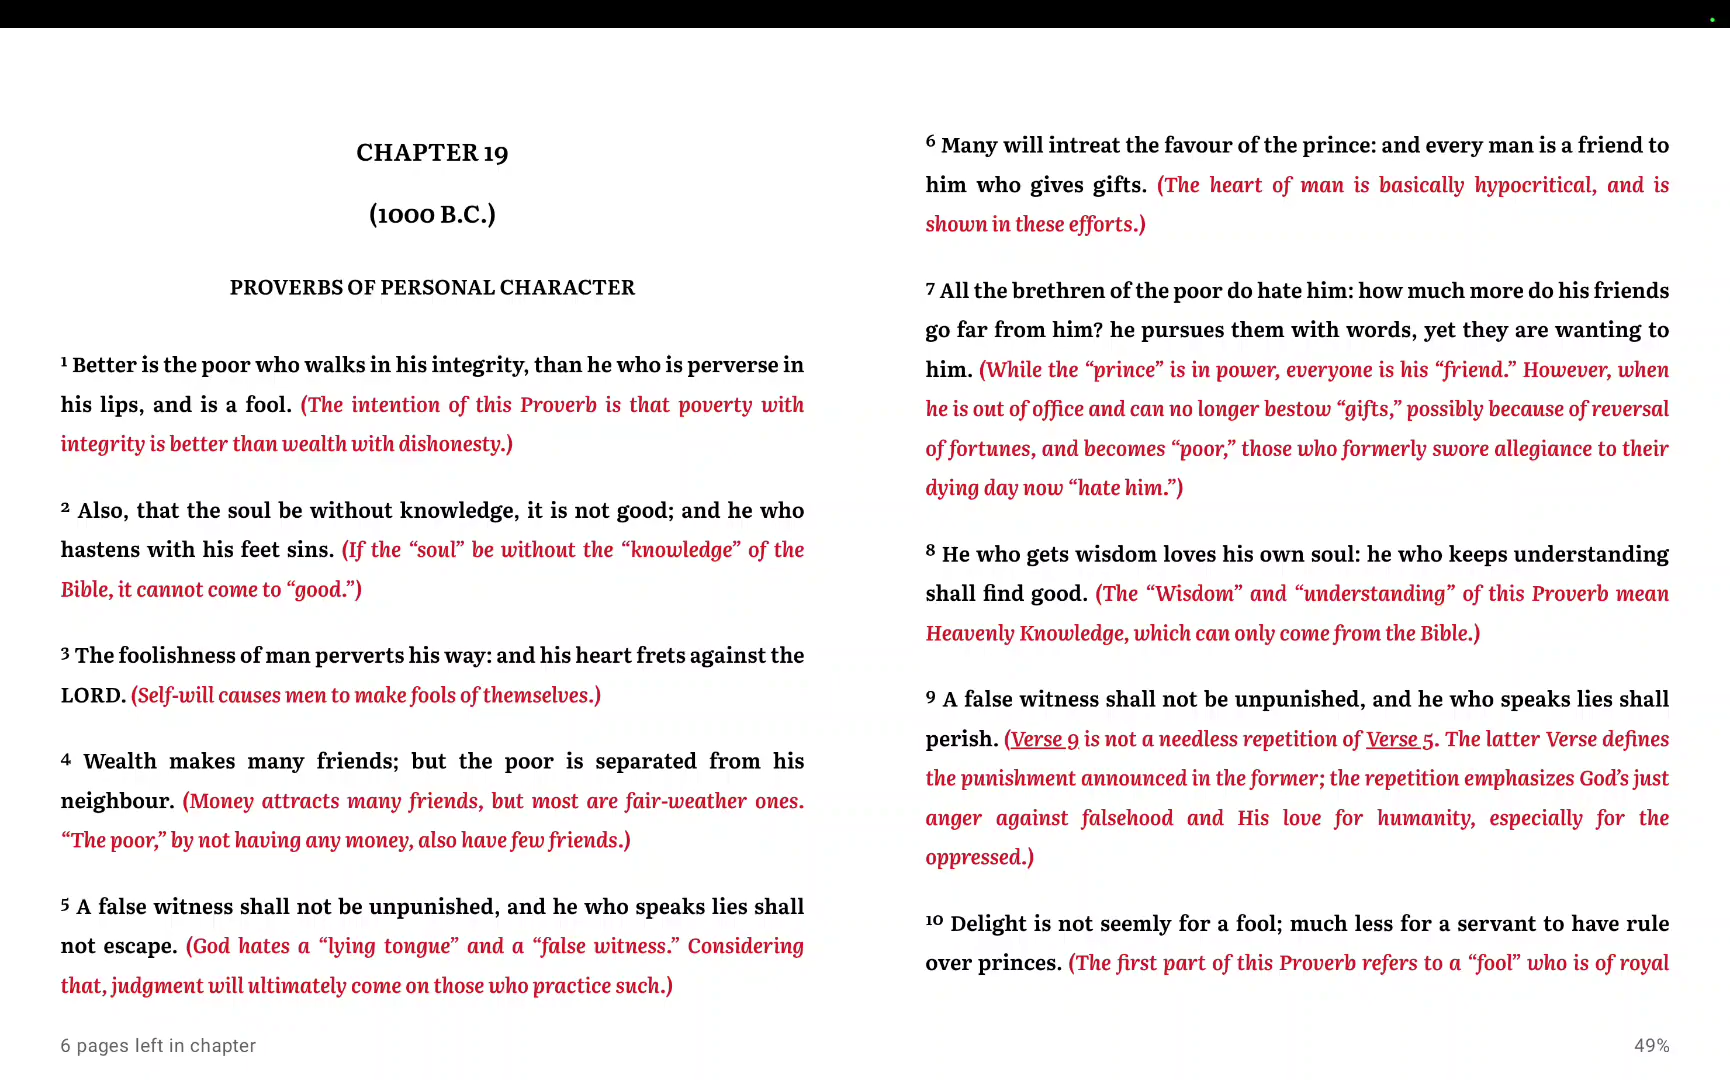 CHAPTER 19
(1000 B.C.)
PROVERBS OF PERSONAL CHARACTER
1 Better is the poor who walks in his integrity, than he who is perverse in
his lips, and is a fool. (The intention of this Proverb is that poverty with
integrity is better than wealth with dishonesty.)
2 Also, that the soul be without knowledge, it is not good; and he who
hastens with his feet sins. (If the “soul” be without the “knowledge” of the
Bible, it cannot come to “good.”)
3 The foolishness of man perverts his way: and his heart frets against the
LORD. (Self-will causes men to make fools of themselves.)
4 Wealth makes many friends; but the poor is separated from his
neighbour. (Money attracts many friends, but most are fair-weather ones.
“The poor,” by not having any money, also have few friends.)
5 A false witness shall not be unpunished, and he who speaks lies shall
not escape. (God hates a “lying tongue” and a “false witness.” Considering
that, judgment will ultimately come on those who practice such.)
6 Many will intreat the favour of the prince: and every man is a friend to
him who gives gifts. (The heart of man is basically hypocritical, and is
shown in these efforts.)
7 All the brethren of the poor do hate him: how much more do his friends
go far from him? he pursues them with words, yet they are wanting to
him. (While the “prince” is in power, everyone is his “friend.” However, when
he is out of office and can no longer bestow “gifts,” possibly because of reversal
of fortunes, and becomes “poor,” those who formerly swore allegiance to their
dying day now “hate him.”)
8 He who gets wisdom loves his own soul: he who keeps understanding
shall find good. (The “Wisdom” and “understanding” of this Proverb mean
Heavenly Knowledge, which can only come from the Bible.)
9 A false witness shall not be unpunished, and he who speaks lies shall
perish. (Verse 9 is not a needless repetition of Verse 5. The latter Verse defines
the punishment announced in the former; the repetition emphasizes God’s just
anger against falsehood and His love for humanity, especially for the
oppressed.)
10 Delight is not seemly for a fool; much less for a servant to have rule
over princes. (The first part of this Proverb refers to a “fool” who is of royal
6 pages left in chapter
49%